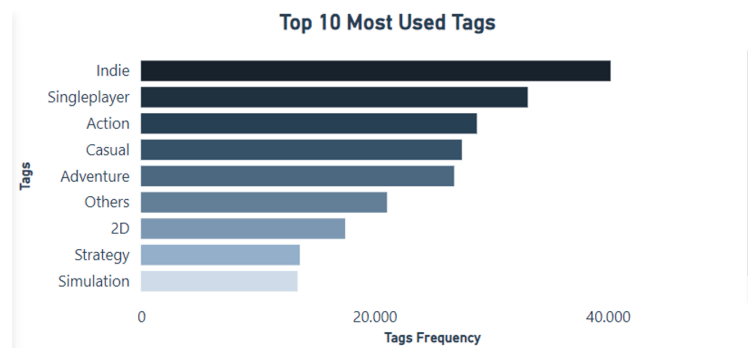 Top 10 Most Used Tags
Tags
Indie
Singleplayer
Action
Casual
Adventure
Others
2D
Strategy
Simulation
0 20.000 40.000
Tags Frequency